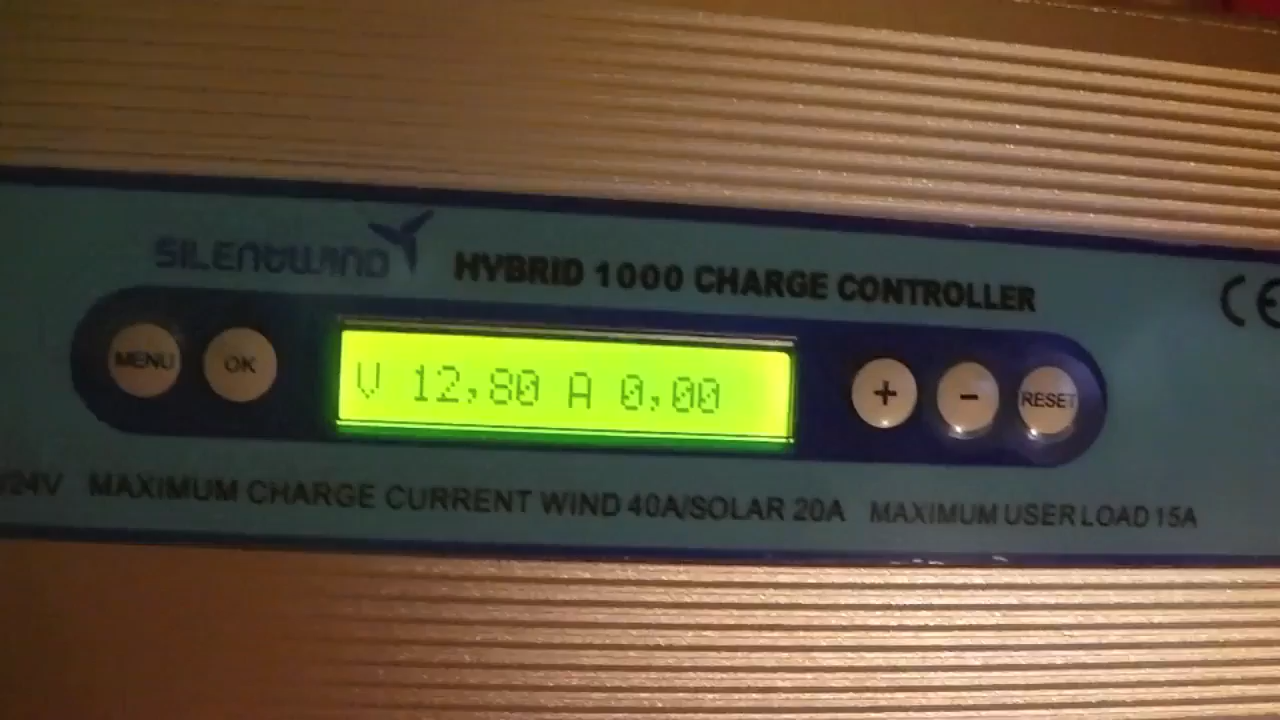 SILENTWIND
HYBRID 1000 CHARGE CONTROLLER
CE
MENU OK
V 12,80 A 0,00
+ - RESET
/24V MAXIMUM CHARGE CURRENT WIND 40A/SOLAR 20A MAXIMUM USER LOAD 15A